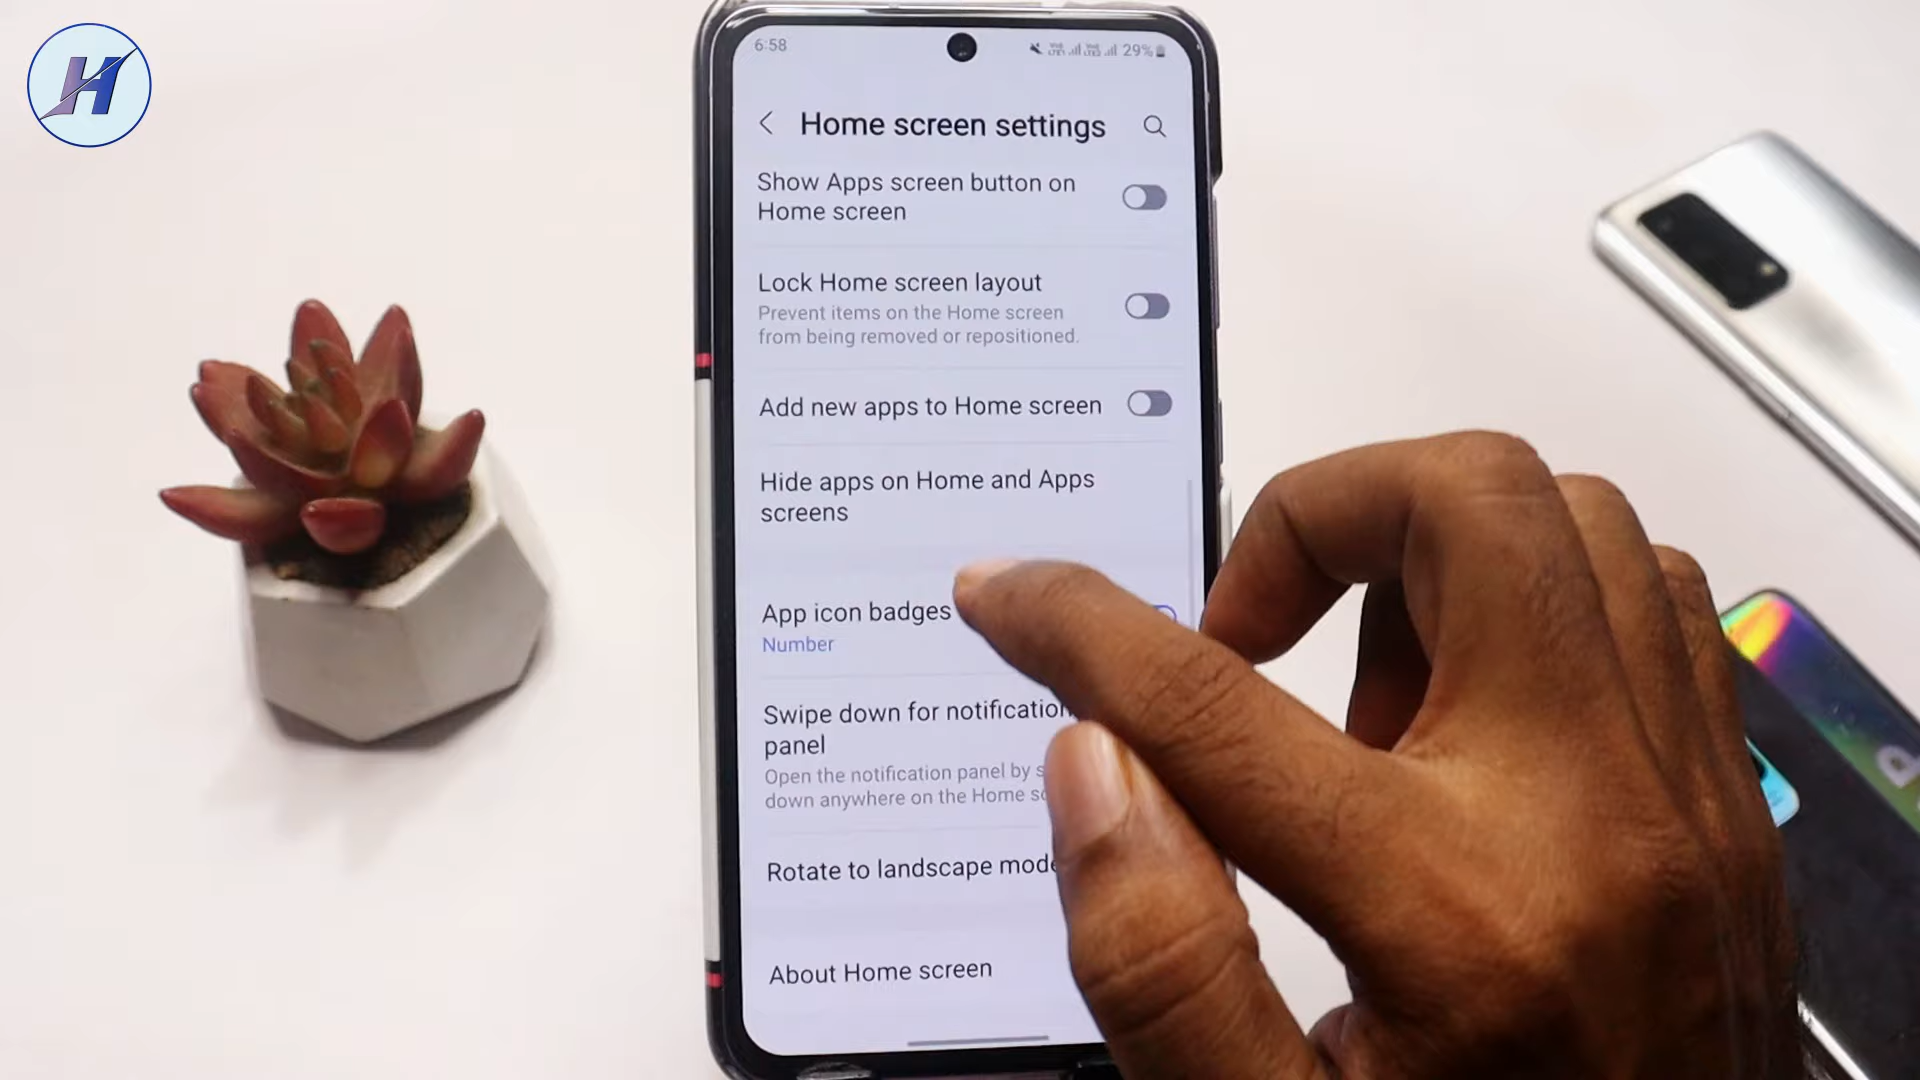 H
6:58
29%
Home screen settings
Show Apps screen button on
Home screen
Lock Home screen layout
Prevent items on the Home screen
from being removed or repositioned.
Add new apps to Home screen
Hide apps on Home and Apps
screens
App icon badges
Number
Swipe down for notification
panel
Open the notification panel by
down anywhere on the Home
Rotate to landscape mode
About Home screen